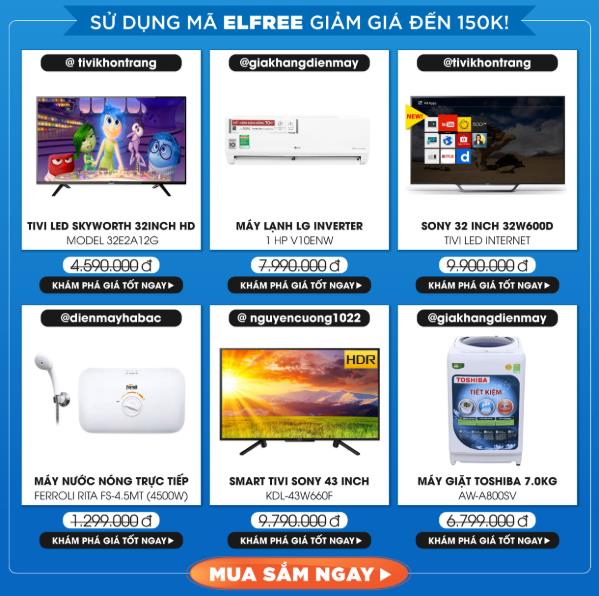 SỬ DỤNG MÃ ELFREE GIẢM GIÁ ĐẾN 150K!
@ tivikhontrang
@giakhangdienmay
@tivikhontrang
NEW!
TIVI LED SKYWORTH 32INCH HD
MODEL 32E2A12G
MÁY LẠNH LG INVERTER
1 HP V10ENW
SONY 32 INCH 32W600D
TIVI LED INTERNET
4.590.000 đ
7.990.000 đ
9.900.000 đ
KHÁM PHÁ GIÁ TỐT NGAY
KHÁM PHÁ GIÁ TỐT NGAY
KHÁM PHÁ GIÁ TỐT NGAY
@dienmayhabac
@ nguyencuong1022
@giakhangdienmay
HDR
TOSHIBA
TIẾT KIỆM
MÁY NƯỚC NÓNG TRỰC TIẾP
FERROLI RITA FS-4.5MT (4500W)
SMART TIVI SONY 43 INCH
KDL-43W660F
MÁY GIẶT TOSHIBA 7.0KG
AW-A800SV
1.299.000 đ
9.790.000 đ
6.799.000 đ
KHÁM PHÁ GIÁ TỐT NGAY
KHÁM PHÁ GIÁ TỐT NGAY
KHÁM PHÁ GIÁ TỐT NGAY
MUA SẮM NGAY